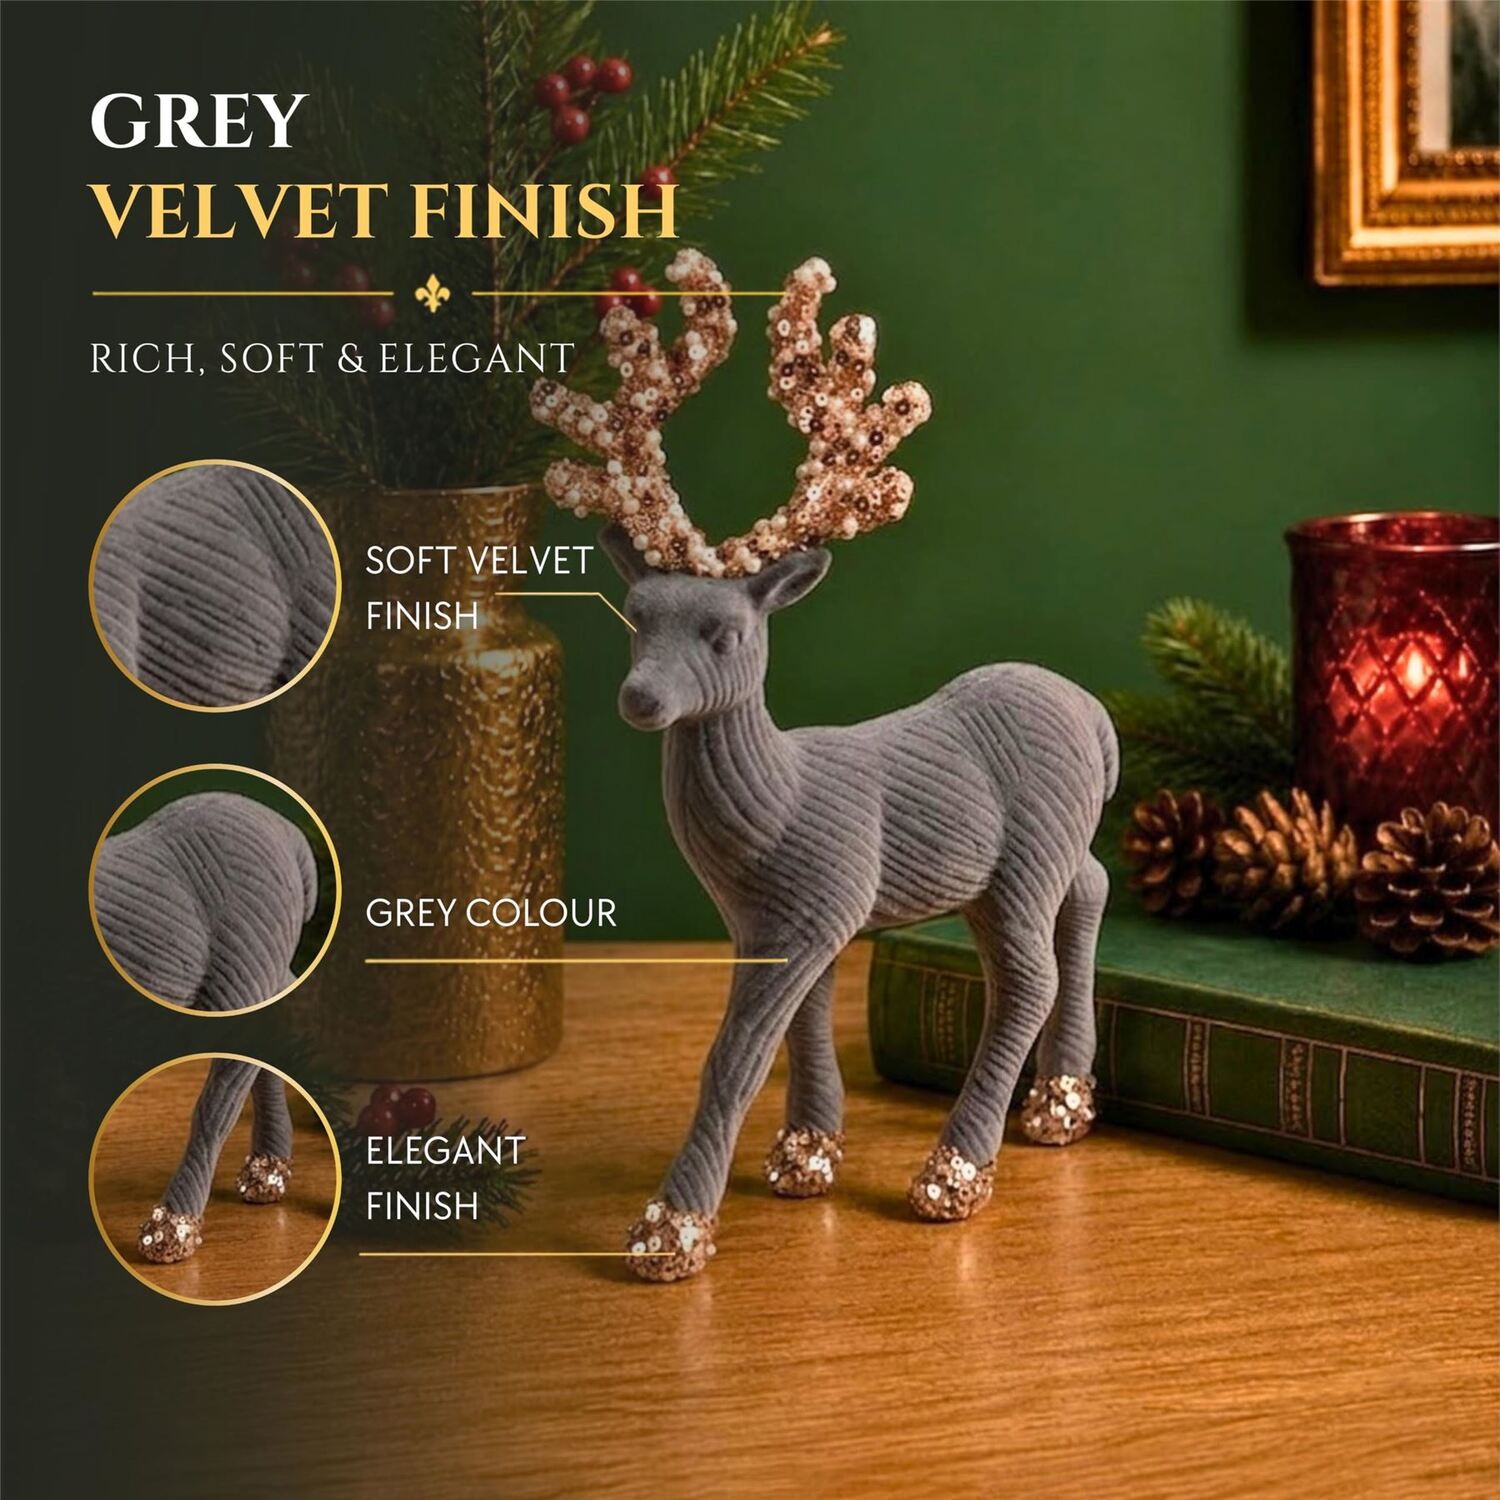 GREY
VELVET FINISH
RICH, SOFT & ELEGANT
SOFT VELVET
FINISH
GREY COLOUR
ELEGANT
FINISH